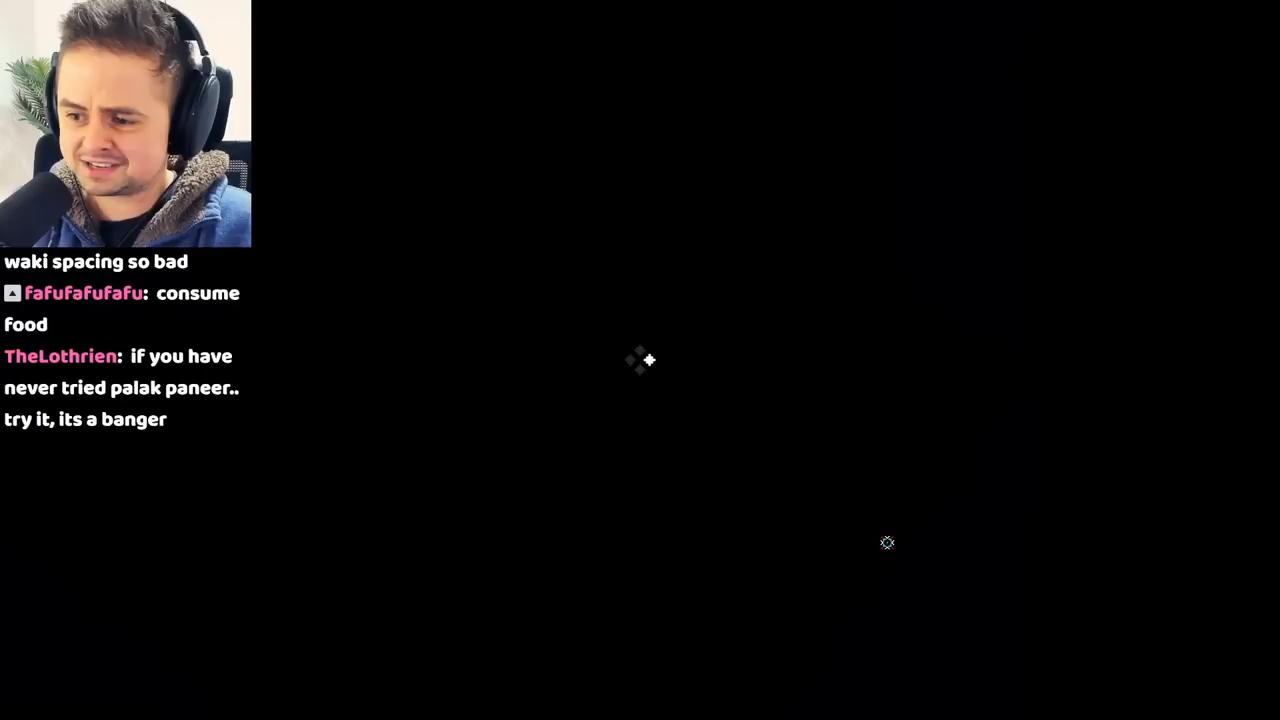 waki spacing so bad
fafufafufafu: consume
food
TheLothrien: if you have
never tried palak paneer..
try it, its a banger